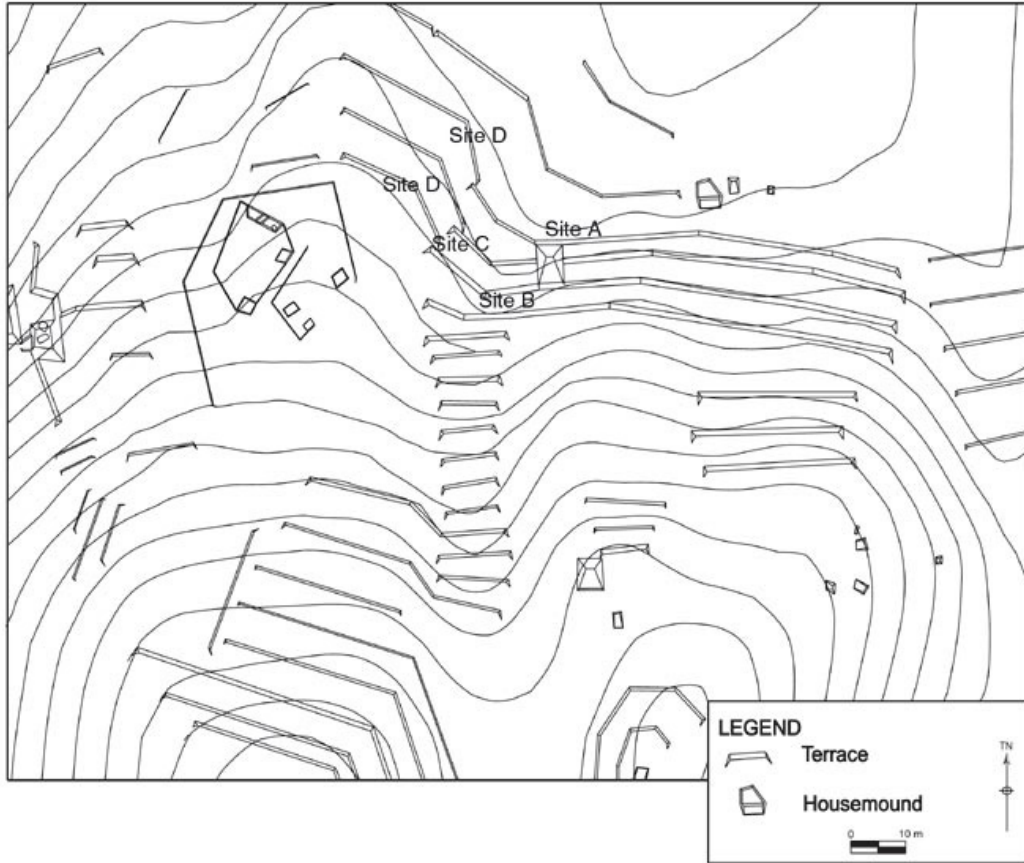 Site D
Site D
Site A
Site C
Site B
LEGEND
Terrace
Housemound
TN
0 10 m